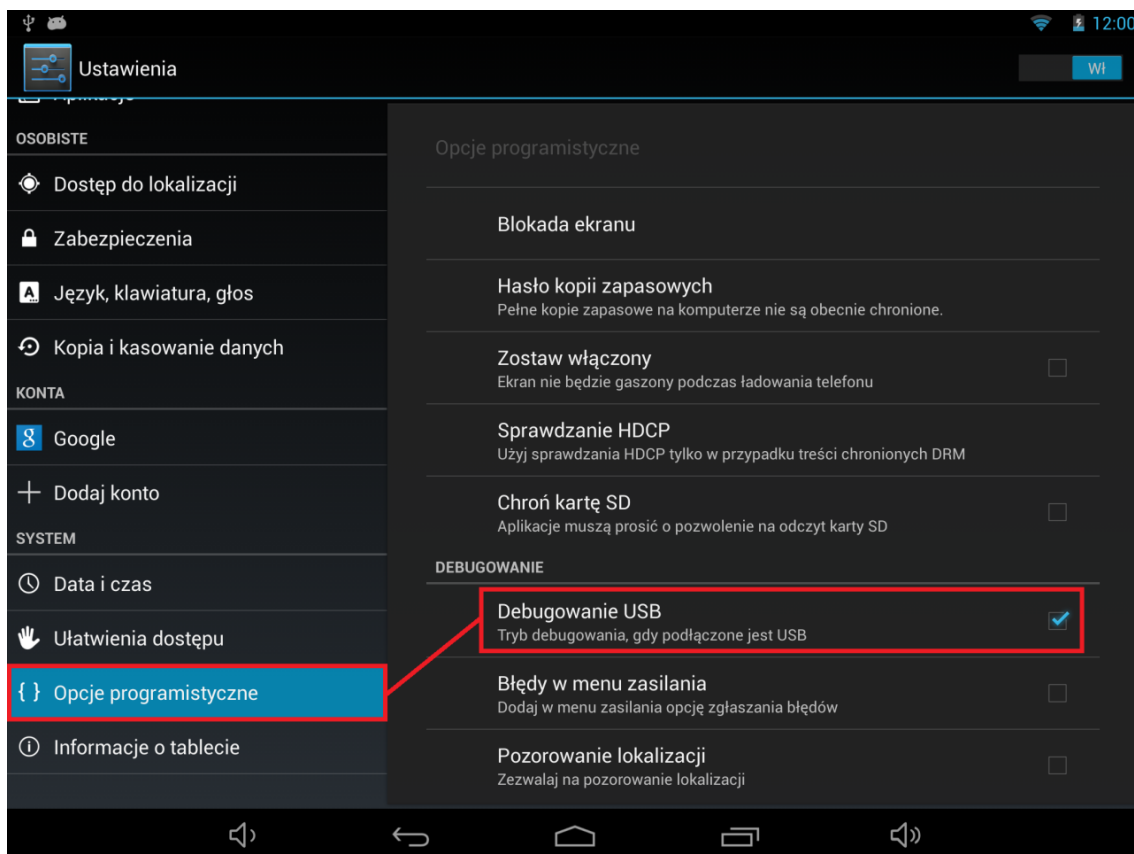 12:00
Ustawienia
Wł
OSOBISTE
Dostęp do lokalizacji
Zabezpieczenia
Język, klawiatura, głos
Kopia i kasowanie danych
KONTA
Google
Dodaj konto
SYSTEM
Data i czas
Ułatwienia dostępu
{ } Opcje programistyczne
Informacje o tablecie
Opcje programistyczne
Blokada ekranu
Hasło kopii zapasowych
Pełne kopie zapasowe na komputerze nie są obecnie chronione.
Zostaw włączony
Ekran nie będzie gaszony podczas ładowania telefonu
Sprawdzanie HDCP
Użyj sprawdzania HDCP tylko w przypadku treści chronionych DRM
Chroń kartę SD
Aplikacje muszą prosić o pozwolenie na odczyt karty SD
DEBUGOWANIE
Debugowanie USB
Tryb debugowania, gdy podłączone jest USB
Błędy w menu zasilania
Dodaj w menu zasilania opcję zgłaszania błędów
Pozorowanie lokalizacji
Zezwalaj na pozorowanie lokalizacji